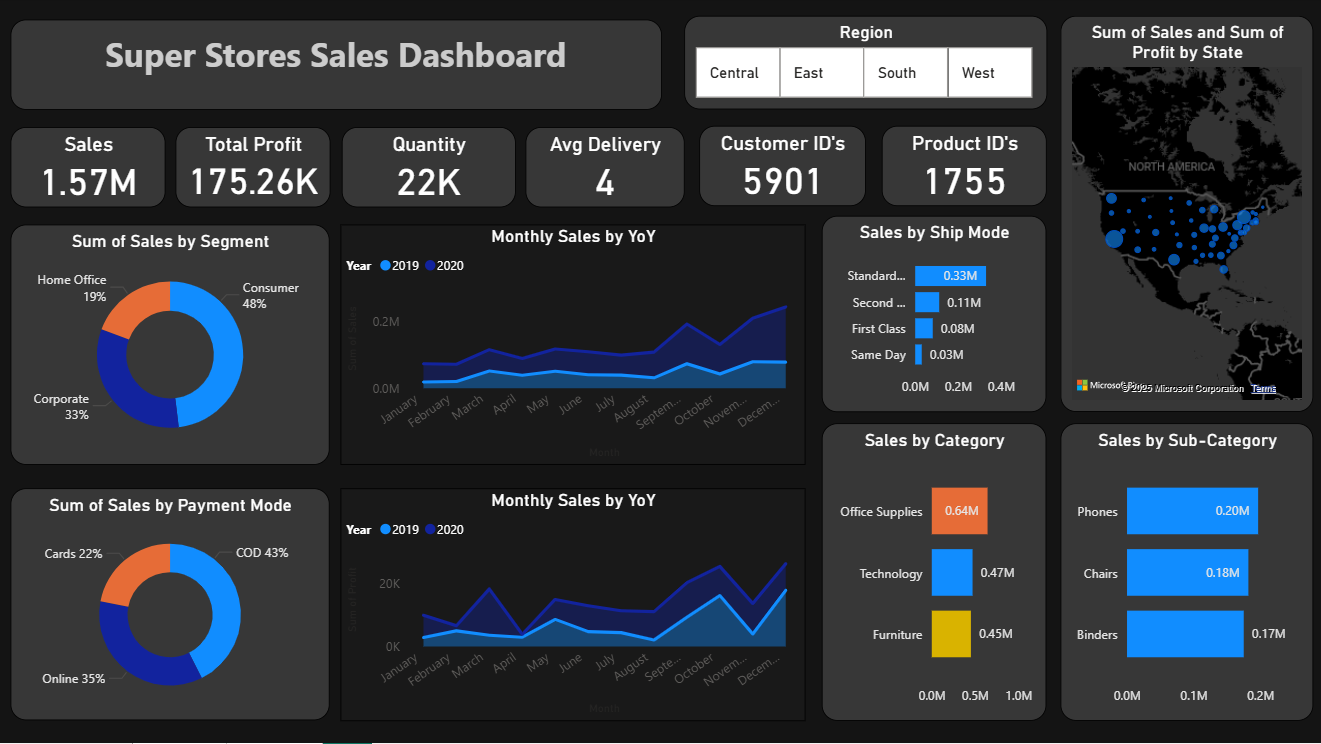 Super Stores Sales Dashboard
Region
Central
East
South
West
Sum of Sales and Sum of
Profit by State
NORTH AMERICA
© 2025 Microsoft Corporation
Terms
Sales
1.57M
Total Profit
175.26K
Quantity
22K
Avg Delivery
4
Customer ID's
5901
Product ID's
1755
Sum of Sales by Segment
Home Office
19%
Consumer
48%
Corporate
33%
Monthly Sales by YoY
Year 2019 2020
Sum of Sales
0.2M
0.0M
January
February
March
April
May
June
July
August
Septem...
October
Novem...
Decem...
Month
Sales by Ship Mode
Standard... 0.33M
Second ... 0.11M
First Class 0.08M
Same Day 0.03M
0.0M 0.2M 0.4M
Sum of Sales by Payment Mode
Cards 22%
COD 43%
Online 35%
Monthly Sales by YoY
Year 2019 2020
Sum of Profit
20K
0K
January
February
March
April
May
June
July
August
Septe...
October
Novem...
Decem...
Month
Sales by Category
Office Supplies 0.64M
Technology 0.47M
Furniture 0.45M
0.0M 0.5M 1.0M
Sales by Sub-Category
Phones 0.20M
Chairs 0.18M
Binders 0.17M
0.0M 0.1M 0.2M